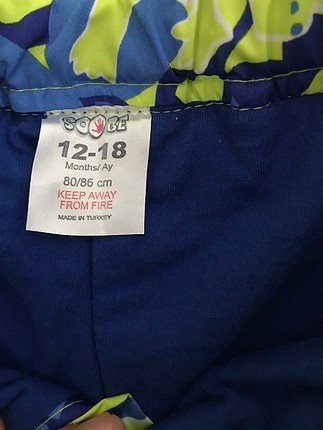 SOOBE
12-18
Months/ Ay
80/86 cm
KEEP AWAY
FROM FIRE
MADE IN TURKEY